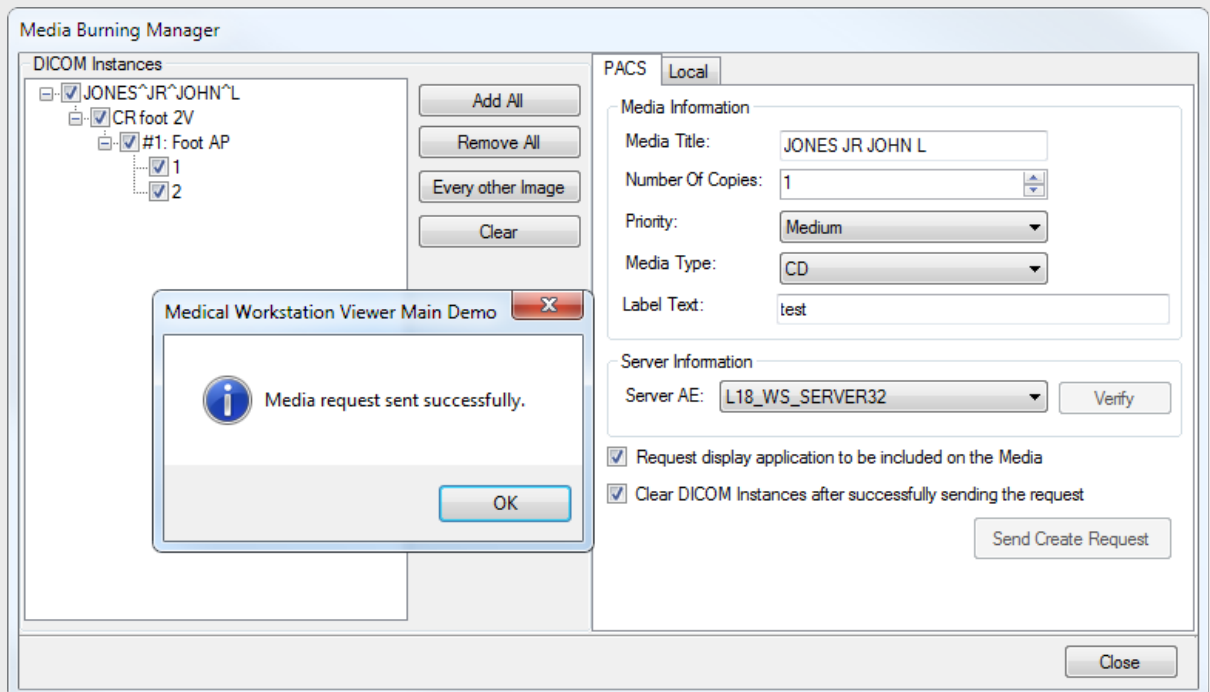 Media Burning Manager
DICOM Instances
JONES^JR^JOHN^L
CR foot 2V
#1: Foot AP
1
2
Add All
Remove All
Every other Image
Clear
Medical Workstation Viewer Main Demo
Media request sent successfully.
OK
PACS Local
Media Information
Media Title: JONES JR JOHN L
Number Of Copies: 1
Priority: Medium
Media Type: CD
Label Text: test
Server Information
Server AE: L18_WS_SERVER32 Verify
Request display application to be included on the Media
Clear DICOM Instances after successfully sending the request
Send Create Request
Close